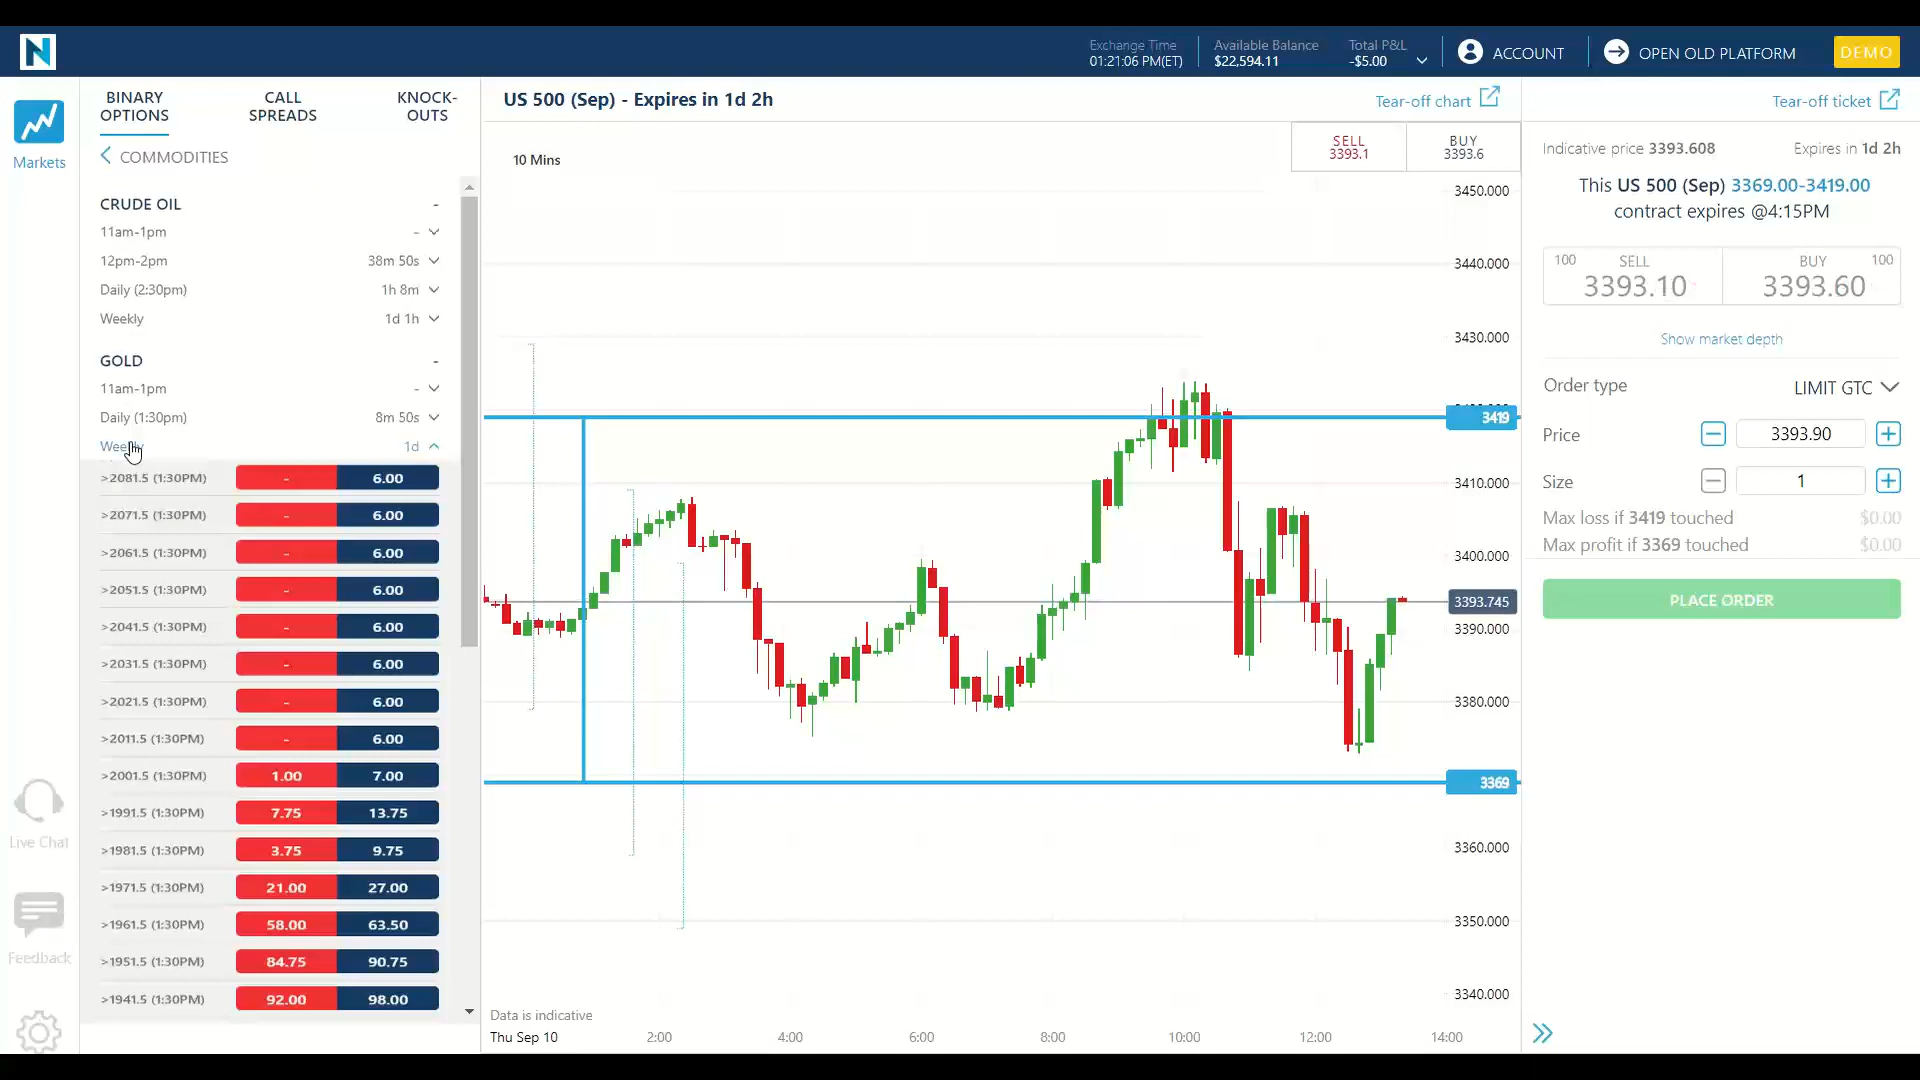 N
Exchange Time
01:21:06 PM(ET)
Available Balance
$22,594.11
Total P&L
-$5.00
ACCOUNT
OPEN OLD PLATFORM
DEMO
Markets
Live Chat
Feedback
BINARY OPTIONS
CALL SPREADS
KNOCK-OUTS
COMMODITIES
CRUDE OIL -
11am-1pm -
12pm-2pm 38m 50s
Daily (2:30pm) 1h 8m
Weekly 1d 1h
GOLD -
11am-1pm -
Daily (1:30pm) 8m 50s
Weekly 1d
>2081.5 (1:30PM) - 6.00
>2071.5 (1:30PM) - 6.00
>2061.5 (1:30PM) - 6.00
>2051.5 (1:30PM) - 6.00
>2041.5 (1:30PM) - 6.00
>2031.5 (1:30PM) - 6.00
>2021.5 (1:30PM) - 6.00
>2011.5 (1:30PM) - 6.00
>2001.5 (1:30PM) 1.00 7.00
>1991.5 (1:30PM) 7.75 13.75
>1981.5 (1:30PM) 3.75 9.75
>1971.5 (1:30PM) 21.00 27.00
>1961.5 (1:30PM) 58.00 63.50
>1951.5 (1:30PM) 84.75 90.75
>1941.5 (1:30PM) 92.00 98.00
US 500 (Sep) - Expires in 1d 2h
Tear-off chart
10 Mins
SELL
3393.1
BUY
3393.6
3450.000
3440.000
3430.000
3419
3410.000
3400.000
3393.745
3390.000
3380.000
3369
3360.000
3350.000
3340.000
Data is indicative
Thu Sep 10 2:00 4:00 6:00 8:00 10:00 12:00 14:00
Tear-off ticket
Indicative price 3393.608 Expires in 1d 2h
This US 500 (Sep) 3369.00-3419.00
contract expires @4:15PM
100 SELL
3393.10
BUY 100
3393.60
Show market depth
Order type LIMIT GTC
Price 3393.90
Size 1
Max loss if 3419 touched $0.00
Max profit if 3369 touched $0.00
PLACE ORDER